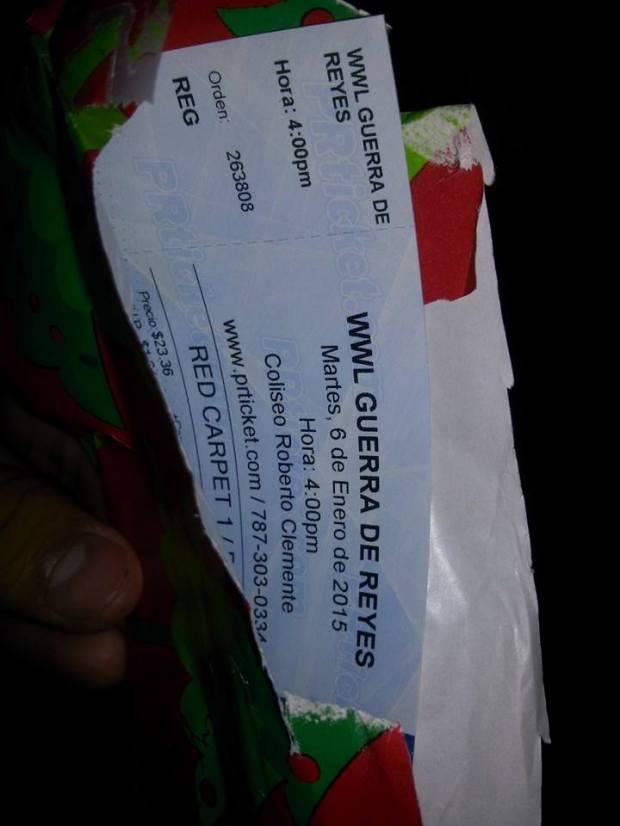 WWL GUERRA DE
REYES
Hora: 4:00pm
Orden: 263808
REG
WWL GUERRA DE REYES
Martes, 6 de Enero de 2015
Hora: 4:00pm
Coliseo Roberto Clemente
www.prticket.com / 787-303-0334
RED CARPET 1 /
Precio $23.36